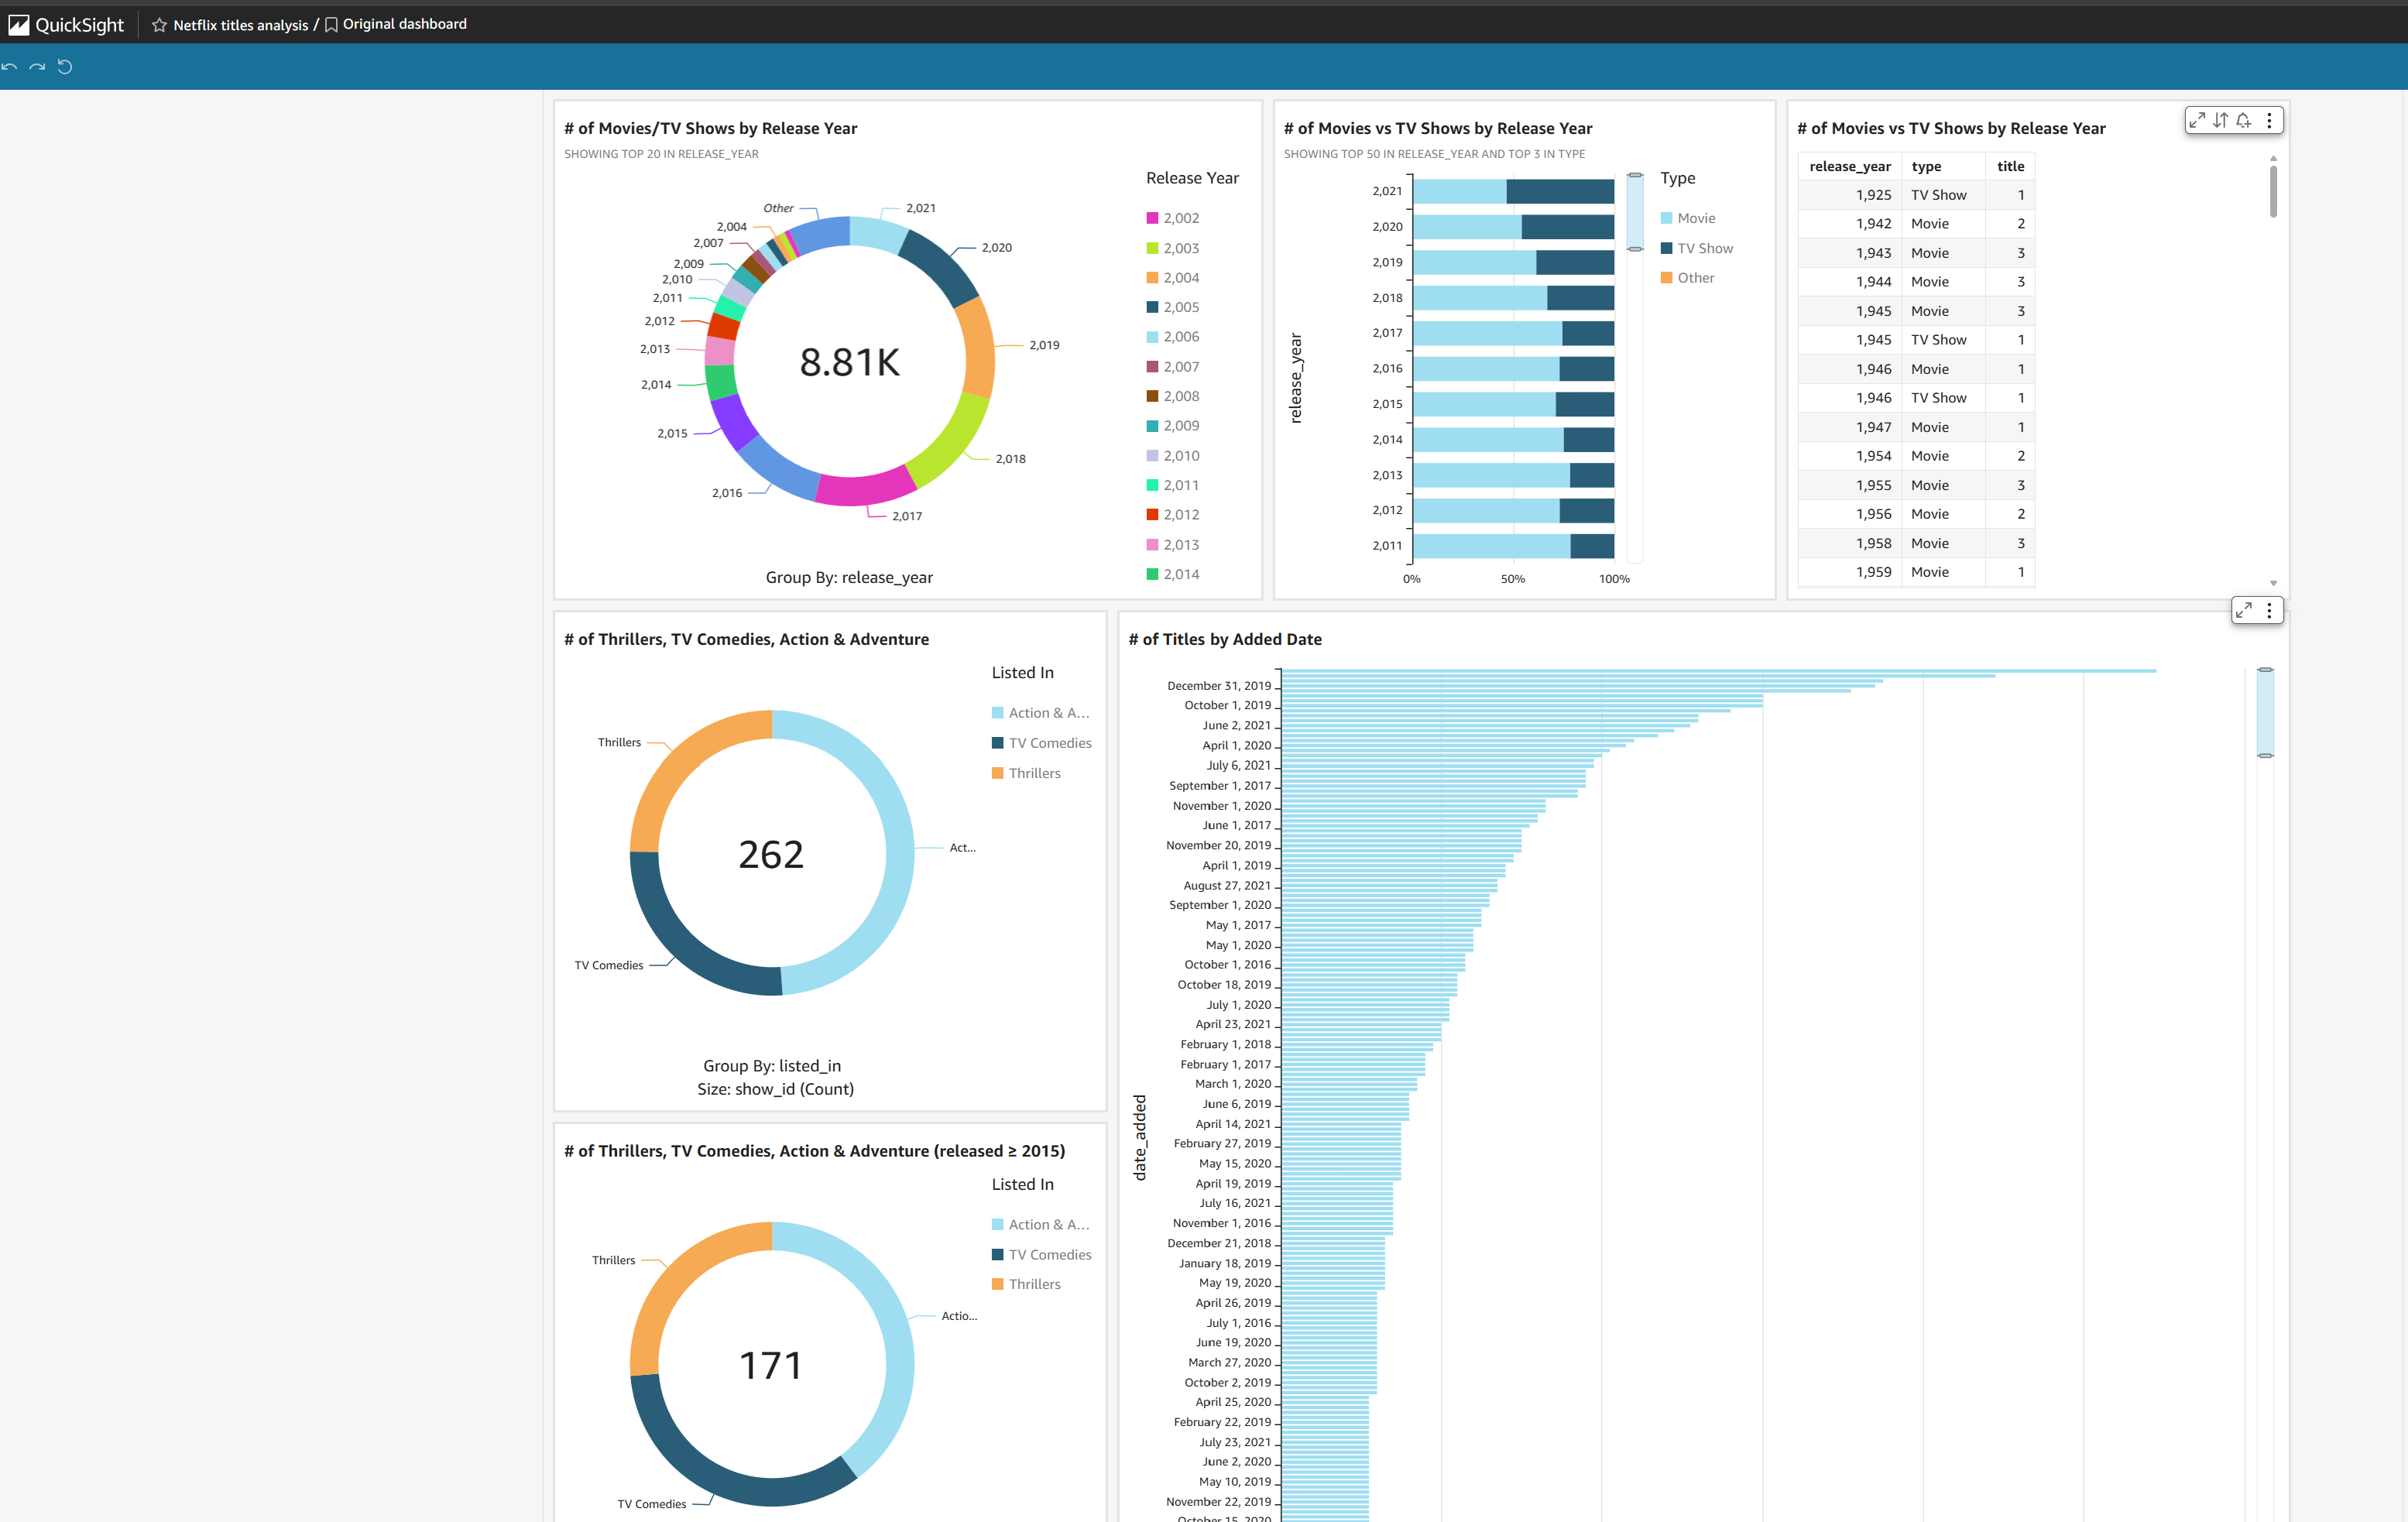 QuickSight
Netflix titles analysis / Original dashboard
# of Movies/TV Shows by Release Year
SHOWING TOP 20 IN RELEASE_YEAR
Release Year
2,002
2,003
2,004
2,005
2,006
2,007
2,008
2,009
2,010
2,011
2,012
2,013
2,014
Other
2,021
2,004
2,020
2,007
2,009
2,010
2,011
2,012
2,019
2,013
8.81K
2,014
2,015
2,018
2,016
2,017
Group By: release_year
# of Movies vs TV Shows by Release Year
SHOWING TOP 50 IN RELEASE_YEAR AND TOP 3 IN TYPE
Type
Movie
TV Show
Other
release_year
2,021
2,020
2,019
2,018
2,017
2,016
2,015
2,014
2,013
2,012
2,011
0% 50% 100%
# of Movies vs TV Shows by Release Year
release_year type title
1,925 TV Show 1
1,942 Movie 2
1,943 Movie 3
1,944 Movie 3
1,945 Movie 3
1,945 TV Show 1
1,946 Movie 1
1,946 TV Show 1
1,947 Movie 1
1,954 Movie 2
1,955 Movie 3
1,956 Movie 2
1,958 Movie 3
1,959 Movie 1
# of Thrillers, TV Comedies, Action & Adventure
Listed In
Action & A...
TV Comedies
Thrillers
Thrillers
262
Act...
TV Comedies
Group By: listed_in
Size: show_id (Count)
# of Thrillers, TV Comedies, Action & Adventure (released ≥ 2015)
Listed In
Action & A...
TV Comedies
Thrillers
Thrillers
Actio...
171
TV Comedies
# of Titles by Added Date
date_added
December 31, 2019
October 1, 2019
June 2, 2021
April 1, 2020
July 6, 2021
September 1, 2017
November 1, 2020
June 1, 2017
November 20, 2019
April 1, 2019
August 27, 2021
September 1, 2020
May 1, 2017
May 1, 2020
October 1, 2016
October 18, 2019
July 1, 2020
April 23, 2021
February 1, 2018
February 1, 2017
March 1, 2020
June 6, 2019
April 14, 2021
February 27, 2019
May 15, 2020
April 19, 2019
July 16, 2021
November 1, 2016
December 21, 2018
January 18, 2019
May 19, 2020
April 26, 2019
July 1, 2016
June 19, 2020
March 27, 2020
October 2, 2019
April 25, 2020
February 22, 2019
July 23, 2021
June 2, 2020
May 10, 2019
November 22, 2019
October 15, 2020